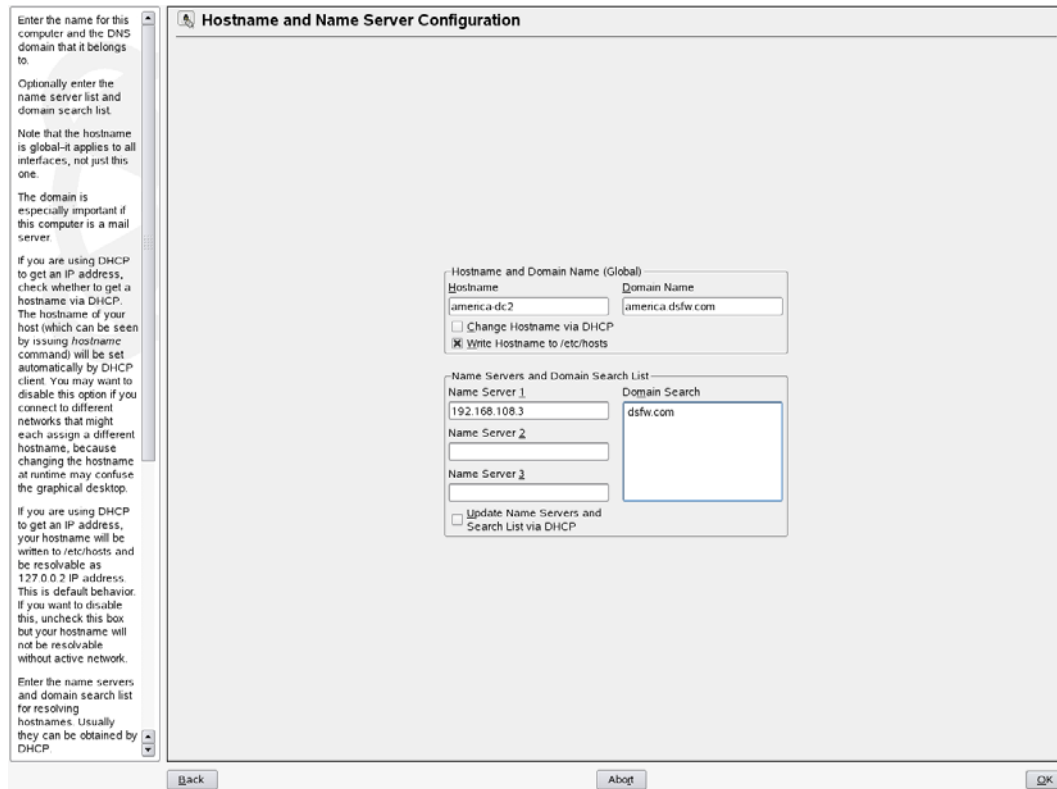 Enter the name for this
computer and the DNS
domain that it belongs
to.
Optionally enter the
name server list and
domain search list.
Note that the hostname
is global–it applies to all
interfaces, not just this
one.
The domain is
especially important if
this computer is a mail
server.
If you are using DHCP
to get an IP address,
check whether to get a
hostname via DHCP.
The hostname of your
host (which can be seen
by issuing hostname
command) will be set
automatically by DHCP
client. You may want to
disable this option if you
connect to different
networks that might
each assign a different
hostname, because
changing the hostname
at runtime may confuse
the graphical desktop.
If you are using DHCP
to get an IP address,
your hostname will be
written to /etc/hosts and
be resolvable as
127.0.0.2 IP address.
This is default behavior.
If you want to disable
this, uncheck this box
but your hostname will
not be resolvable
without active network.
Enter the name servers
and domain search list
for resolving
hostnames. Usually
they can be obtained by
DHCP.
Hostname and Name Server Configuration
Hostname and Domain Name (Global)
Hostname
Domain Name
america-dc2
america.dsfw.com
Change Hostname via DHCP
Write Hostname to /etc/hosts
Name Servers and Domain Search List
Name Server 1
Domain Search
192.168.108.3
dsfw.com
Name Server 2
Name Server 3
Update Name Servers and
Search List via DHCP
Back
Abort
OK